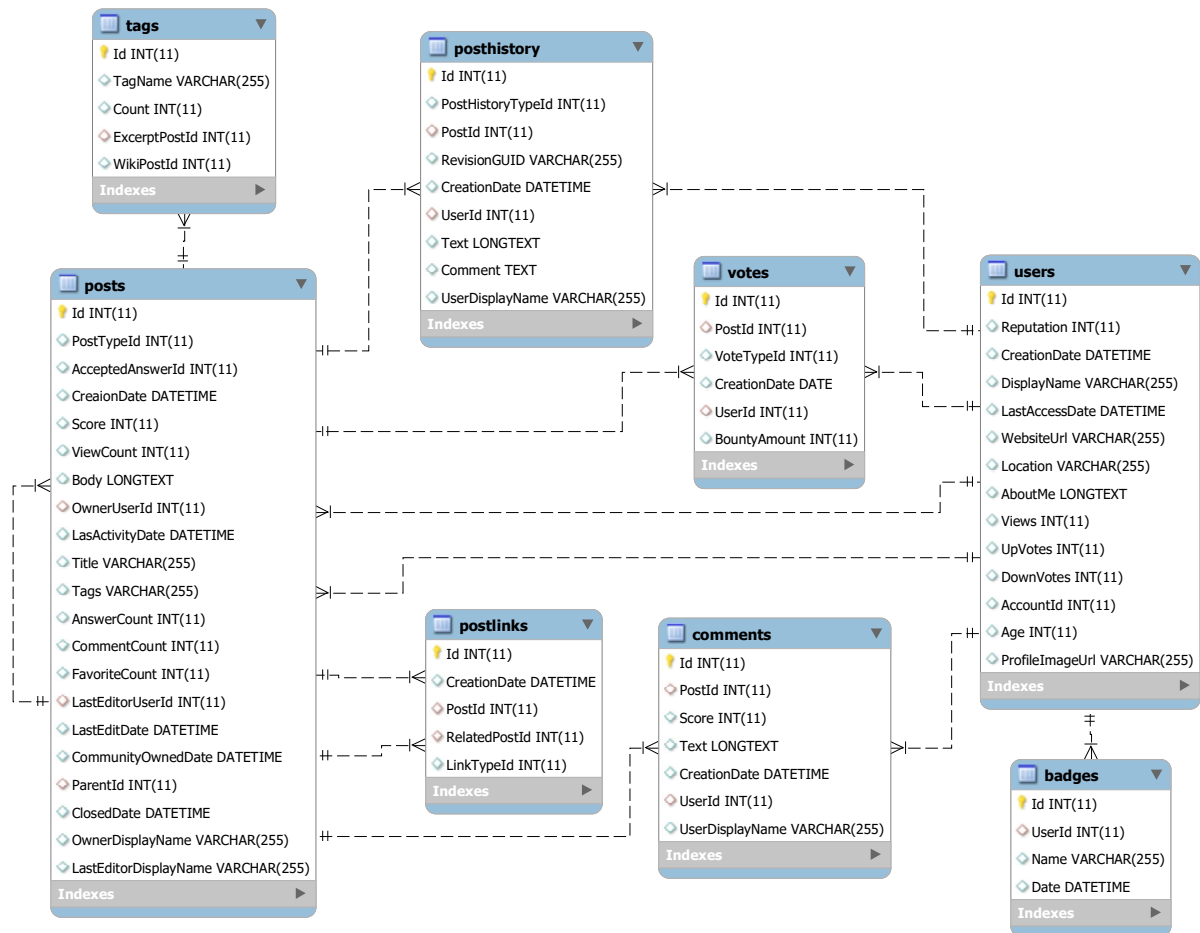 tags
Id INT(11)
TagName VARCHAR(255)
Count INT(11)
ExcerptPostId INT(11)
WikiPostId INT(11)
Indexes
posthistory
Id INT(11)
PostHistoryTypeId INT(11)
PostId INT(11)
RevisionGUID VARCHAR(255)
CreationDate DATETIME
UserId INT(11)
Text LONGTEXT
Comment TEXT
UserDisplayName VARCHAR(255)
Indexes
posts
Id INT(11)
PostTypeId INT(11)
AcceptedAnswerId INT(11)
CreaionDate DATETIME
Score INT(11)
ViewCount INT(11)
Body LONGTEXT
OwnerUserId INT(11)
LasActivityDate DATETIME
Title VARCHAR(255)
Tags VARCHAR(255)
AnswerCount INT(11)
CommentCount INT(11)
FavoriteCount INT(11)
LastEditorUserId INT(11)
LastEditDate DATETIME
CommunityOwnedDate DATETIME
ParentId INT(11)
ClosedDate DATETIME
OwnerDisplayName VARCHAR(255)
LastEditorDisplayName VARCHAR(255)
Indexes
votes
Id INT(11)
PostId INT(11)
VoteTypeId INT(11)
CreationDate DATE
UserId INT(11)
BountyAmount INT(11)
Indexes
users
Id INT(11)
Reputation INT(11)
CreationDate DATETIME
DisplayName VARCHAR(255)
LastAccessDate DATETIME
WebsiteUrl VARCHAR(255)
Location VARCHAR(255)
AboutMe LONGTEXT
Views INT(11)
UpVotes INT(11)
DownVotes INT(11)
AccountId INT(11)
Age INT(11)
ProfileImageUrl VARCHAR(255)
Indexes
postlinks
Id INT(11)
CreationDate DATETIME
PostId INT(11)
RelatedPostId INT(11)
LinkTypeId INT(11)
Indexes
comments
Id INT(11)
PostId INT(11)
Score INT(11)
Text LONGTEXT
CreationDate DATETIME
UserId INT(11)
UserDisplayName VARCHAR(255)
Indexes
badges
Id INT(11)
UserId INT(11)
Name VARCHAR(255)
Date DATETIME
Indexes